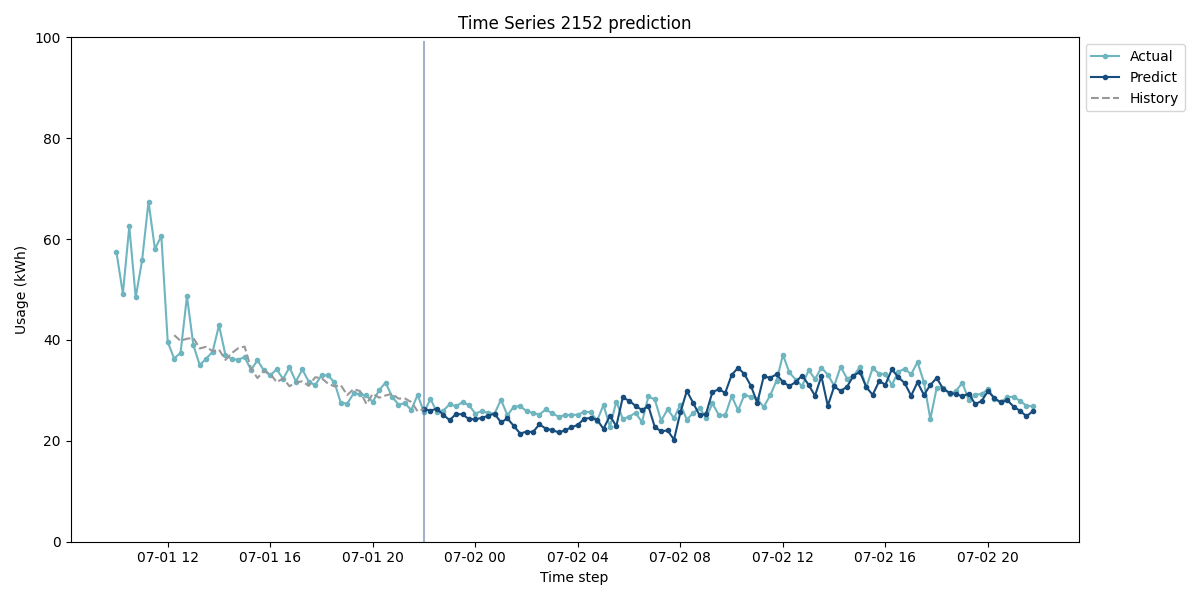 Time Series 2152 prediction
100
80
60
40
20
0
Usage (kWh)
07-01 12
07-01 16
07-01 20
07-02 00
07-02 04
07-02 08
07-02 12
07-02 16
07-02 20
Time step
Actual
Predict
History